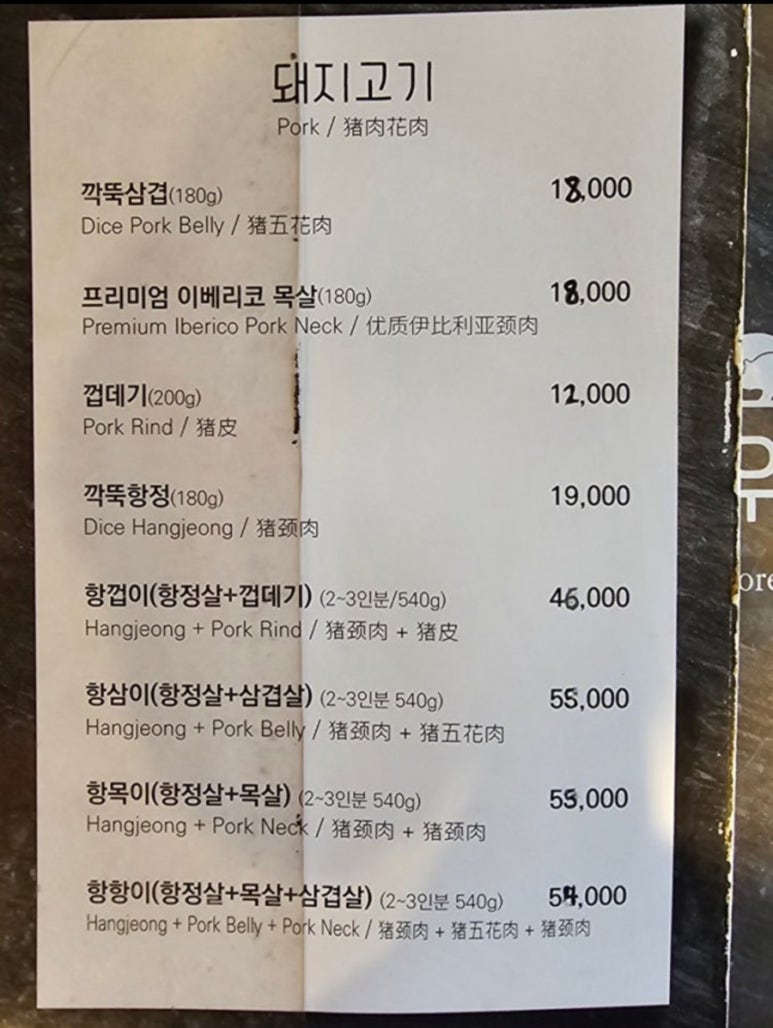 돼지고기
Pork / 猪肉花肉
깍뚝삼겹(180g) 18,000
Dice Pork Belly / 猪五花肉
프리미엄 이베리코 목살(180g) 18,000
Premium Iberico Pork Neck / 优质伊比利亚颈肉
껍데기(200g) 12,000
Pork Rind / 猪皮
깍뚝항정(180g) 19,000
Dice Hangjeong / 猪颈肉
항껍이(항정살+껍데기) (2~3인분/540g) 46,000
Hangjeong + Pork Rind / 猪颈肉 + 猪皮
항삼이(항정살+삼겹살) (2~3인분 540g) 55,000
Hangjeong + Pork Belly / 猪颈肉 + 猪五花肉
항목이(항정살+목살) (2~3인분 540g) 55,000
Hangjeong + Pork Neck / 猪颈肉 + 猪颈肉
항항이(항정살+목살+삼겹살) (2~3인분 540g) 54,000
Hangjeong + Pork Belly + Pork Neck / 猪颈肉 + 猪五花肉 + 猪颈肉